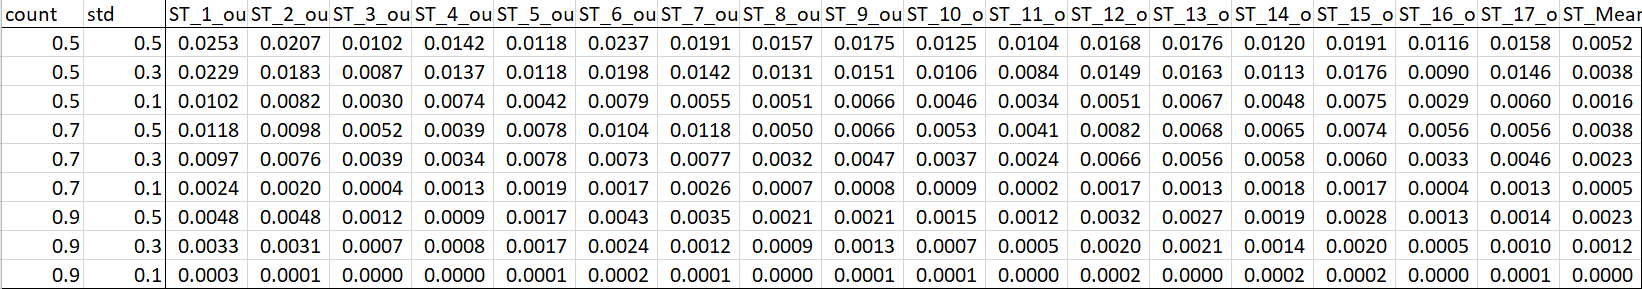 count std ST_1_ou ST_2_ou ST_3_ou ST_4_ou ST_5_ou ST_6_ou ST_7_ou ST_8_ou ST_9_ou ST_10_o ST_11_o ST_12_o ST_13_o ST_14_o ST_15_o ST_16_o ST_17_o ST_Mear
0.5 0.5 0.0253 0.0207 0.0102 0.0142 0.0118 0.0237 0.0191 0.0157 0.0175 0.0125 0.0104 0.0168 0.0176 0.0120 0.0191 0.0116 0.0158 0.0052
0.5 0.3 0.0229 0.0183 0.0087 0.0137 0.0118 0.0198 0.0142 0.0131 0.0151 0.0106 0.0084 0.0149 0.0163 0.0113 0.0176 0.0090 0.0146 0.0038
0.5 0.1 0.0102 0.0082 0.0030 0.0074 0.0042 0.0079 0.0055 0.0051 0.0066 0.0046 0.0034 0.0051 0.0067 0.0048 0.0075 0.0029 0.0060 0.0016
0.7 0.5 0.0118 0.0098 0.0052 0.0039 0.0078 0.0104 0.0118 0.0050 0.0066 0.0053 0.0041 0.0082 0.0068 0.0065 0.0074 0.0056 0.0056 0.0038
0.7 0.3 0.0097 0.0076 0.0039 0.0034 0.0078 0.0073 0.0077 0.0032 0.0047 0.0037 0.0024 0.0066 0.0056 0.0058 0.0060 0.0033 0.0046 0.0023
0.7 0.1 0.0024 0.0020 0.0004 0.0013 0.0019 0.0017 0.0026 0.0007 0.0008 0.0009 0.0002 0.0017 0.0013 0.0018 0.0017 0.0004 0.0013 0.0005
0.9 0.5 0.0048 0.0048 0.0012 0.0009 0.0017 0.0043 0.0035 0.0021 0.0021 0.0015 0.0012 0.0032 0.0027 0.0019 0.0028 0.0013 0.0014 0.0023
0.9 0.3 0.0033 0.0031 0.0007 0.0008 0.0017 0.0024 0.0012 0.0009 0.0013 0.0007 0.0005 0.0020 0.0021 0.0014 0.0020 0.0005 0.0010 0.0012
0.9 0.1 0.0003 0.0001 0.0000 0.0000 0.0001 0.0002 0.0001 0.0000 0.0001 0.0001 0.0000 0.0002 0.0000 0.0002 0.0002 0.0000 0.0001 0.0000